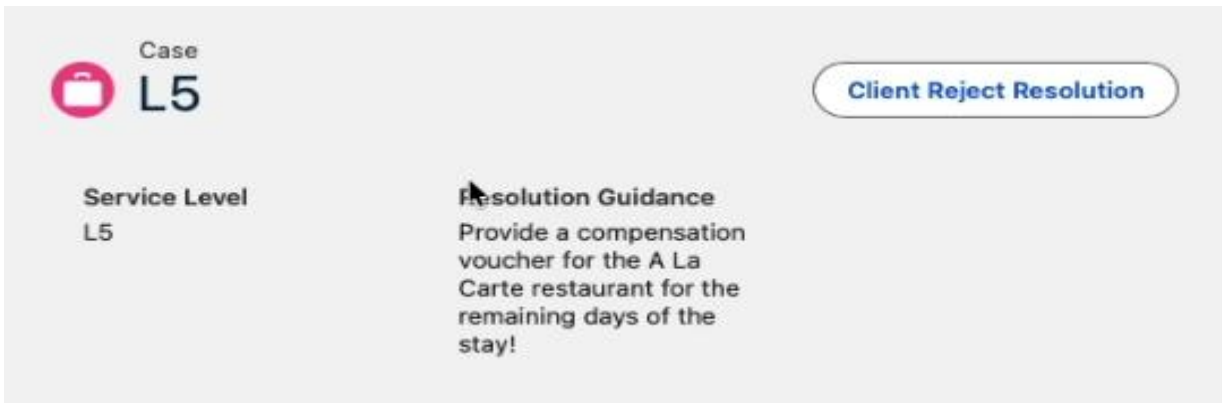 Case
L5
Client Reject Resolution
Service Level
L5
Resolution Guidance
Provide a compensation
voucher for the A La
Carte restaurant for the
remaining days of the
stay!